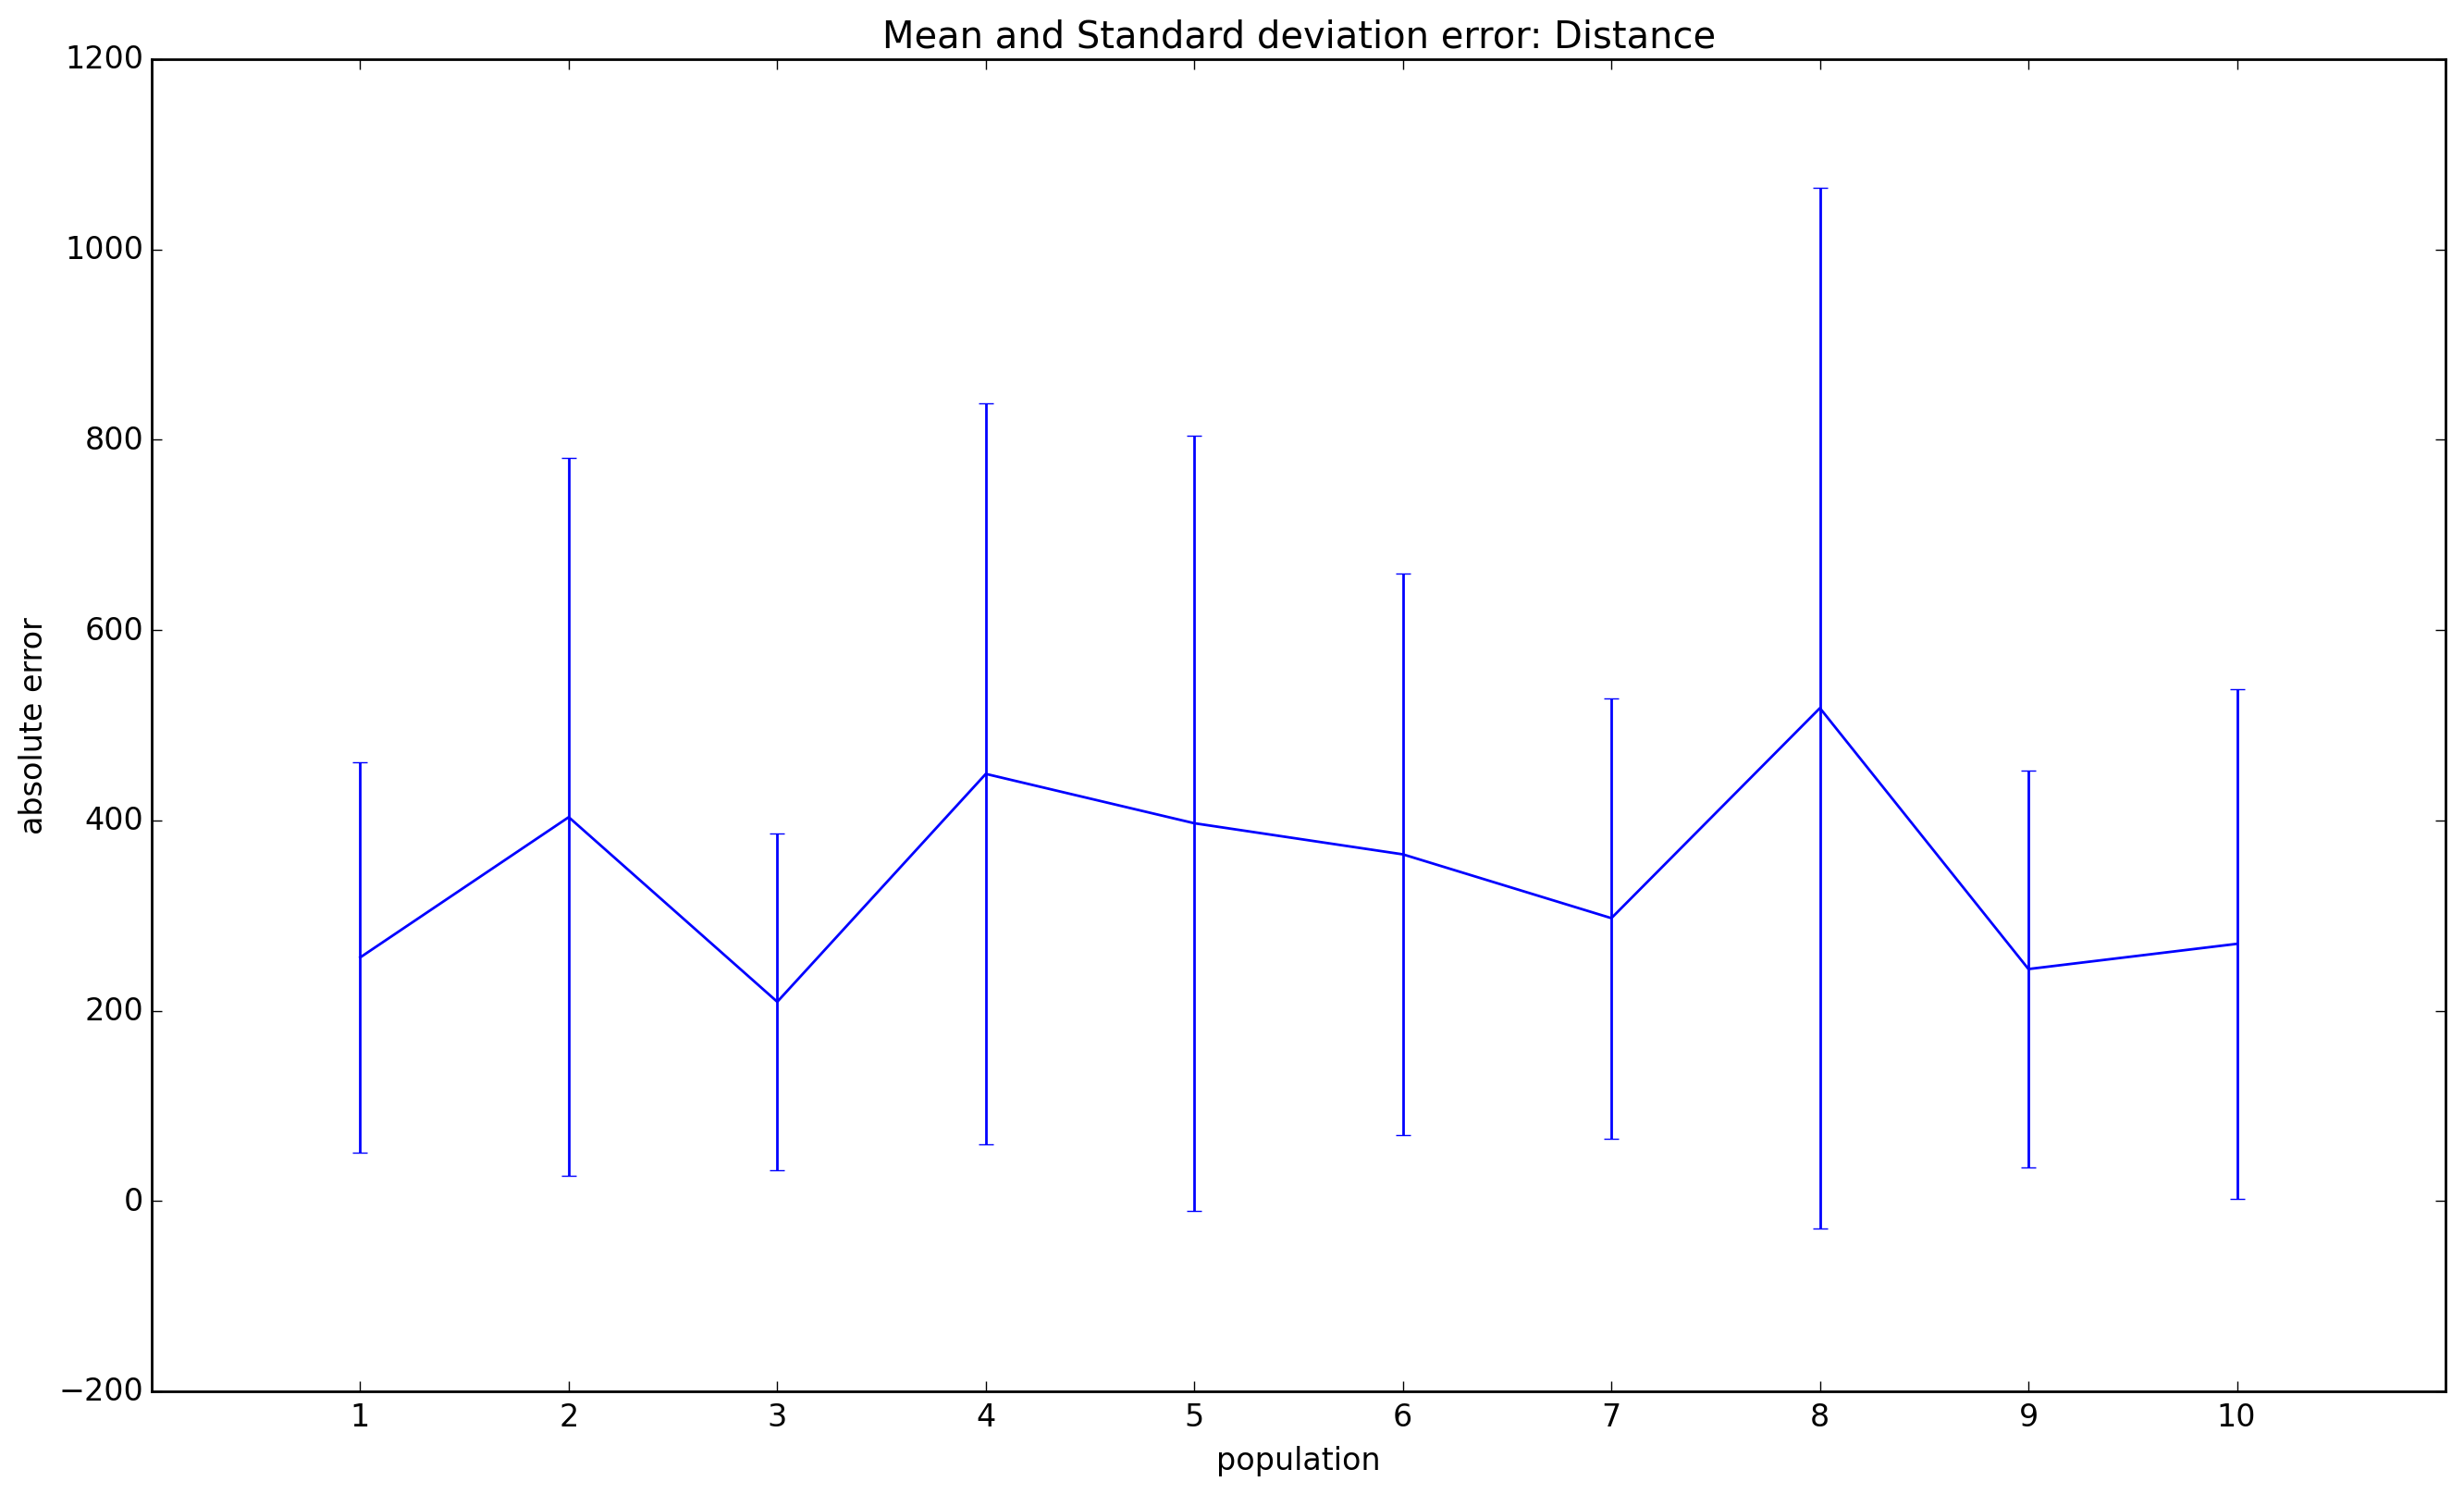 Mean and Standard deviation error: Distance
1200
1000
800
600
400
200
0
−200
absolute error
1 2 3 4 5 6 7 8 9 10
population